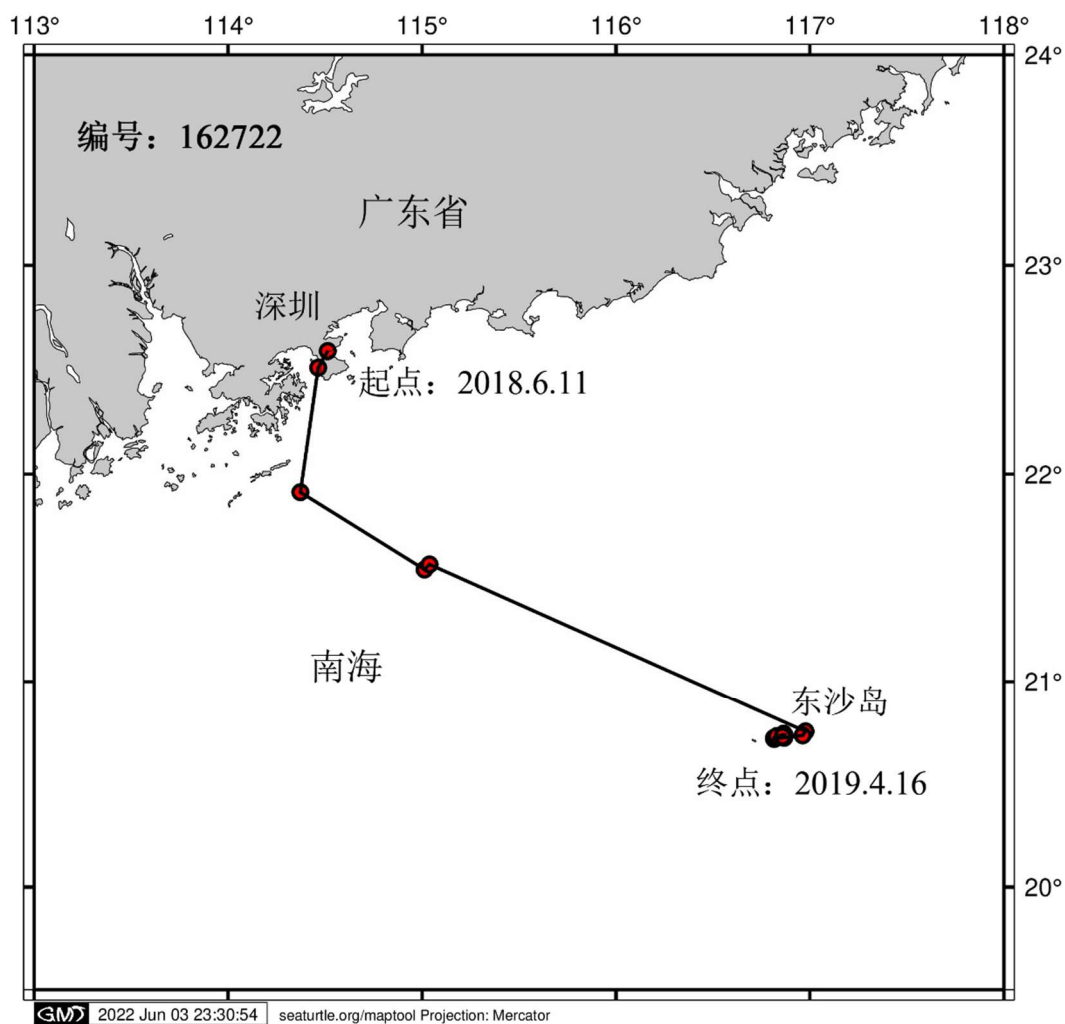 113° 114° 115° 116° 117° 118°
24°
编号：162722
广东省
23°
深圳
起点：2018.6.11
22°
南海
21°
东沙岛
终点：2019.4.16
20°
GMT 2022 Jun 03 23:30:54 seaturtle.org/maptool Projection: Mercator